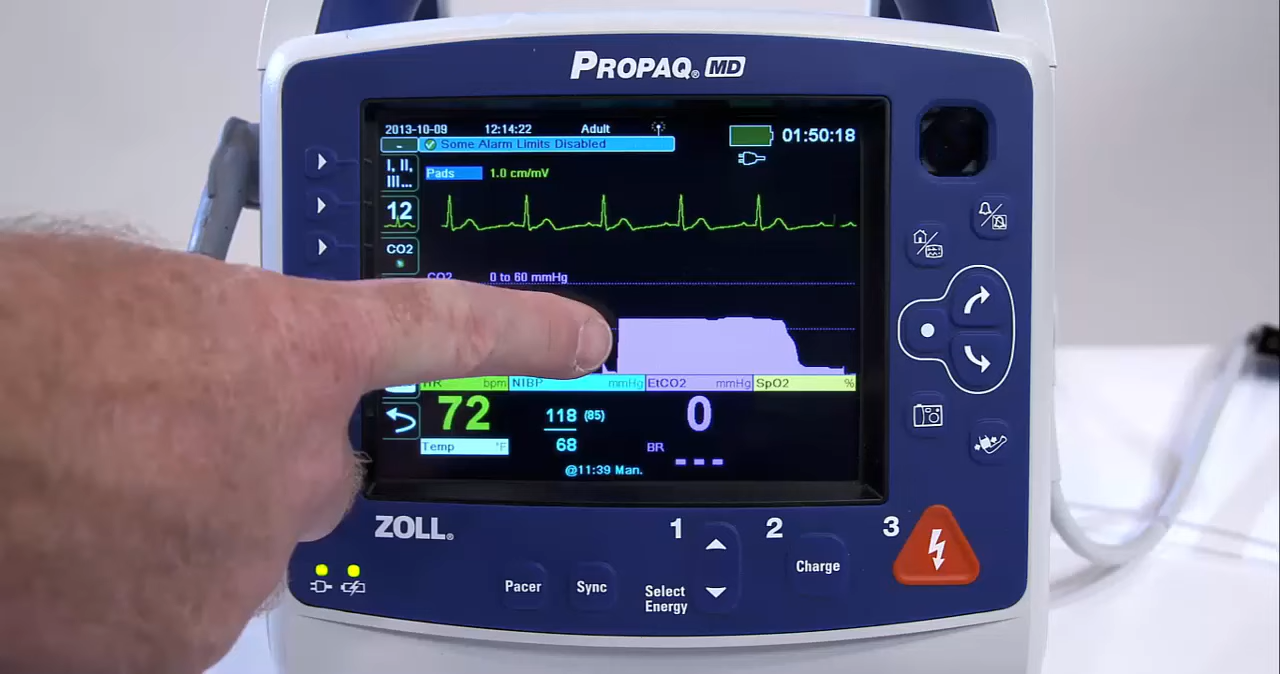 PROPAQ® MD
2013-10-09 12:14:22 Adult 01:50:18
- Some Alarm Limits Disabled
I, II, III...
Pads 1.0 cm/mV
12
CO2
CO2 0 to 60 mmHg
HR bpm NIBP mmHg EtCO2 mmHg SpO2 %
72 118 (85) 0
68
Temp °F BR ---
@11:39 Man.
ZOLL®
1 2 3
Pacer Sync Select Energy Charge